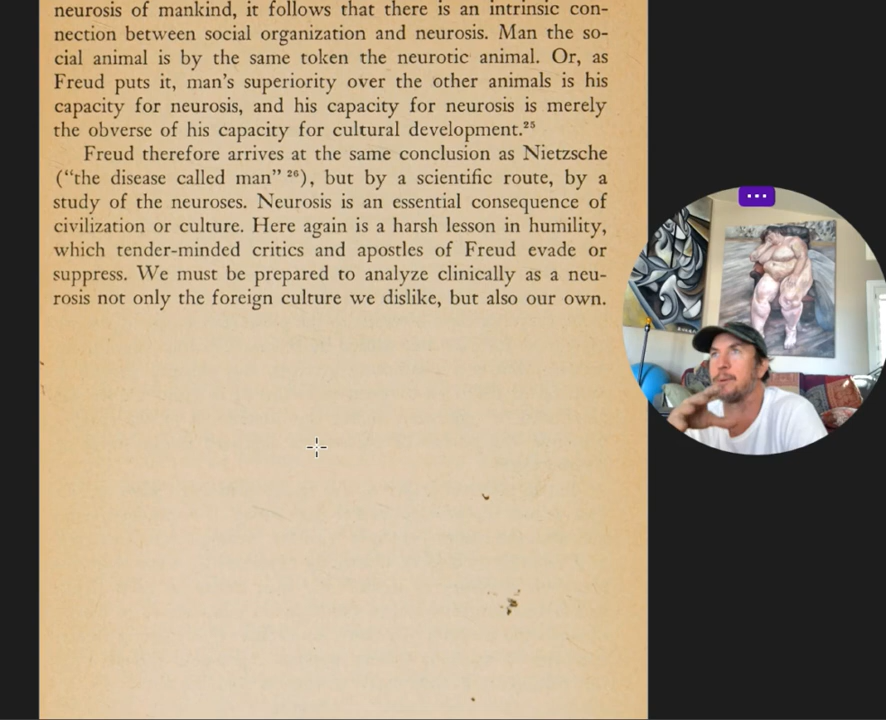 neurosis of mankind, it follows that there is an intrinsic con-
nection between social organization and neurosis. Man the so-
cial animal is by the same token the neurotic animal. Or, as
Freud puts it, man's superiority over the other animals is his
capacity for neurosis, and his capacity for neurosis is merely
the obverse of his capacity for cultural development.²⁵
Freud therefore arrives at the same conclusion as Nietzsche
(“the disease called man” ²⁶), but by a scientific route, by a
study of the neuroses. Neurosis is an essential consequence of
civilization or culture. Here again is a harsh lesson in humility,
which tender-minded critics and apostles of Freud evade or
suppress. We must be prepared to analyze clinically as a neu-
rosis not only the foreign culture we dislike, but also our own.